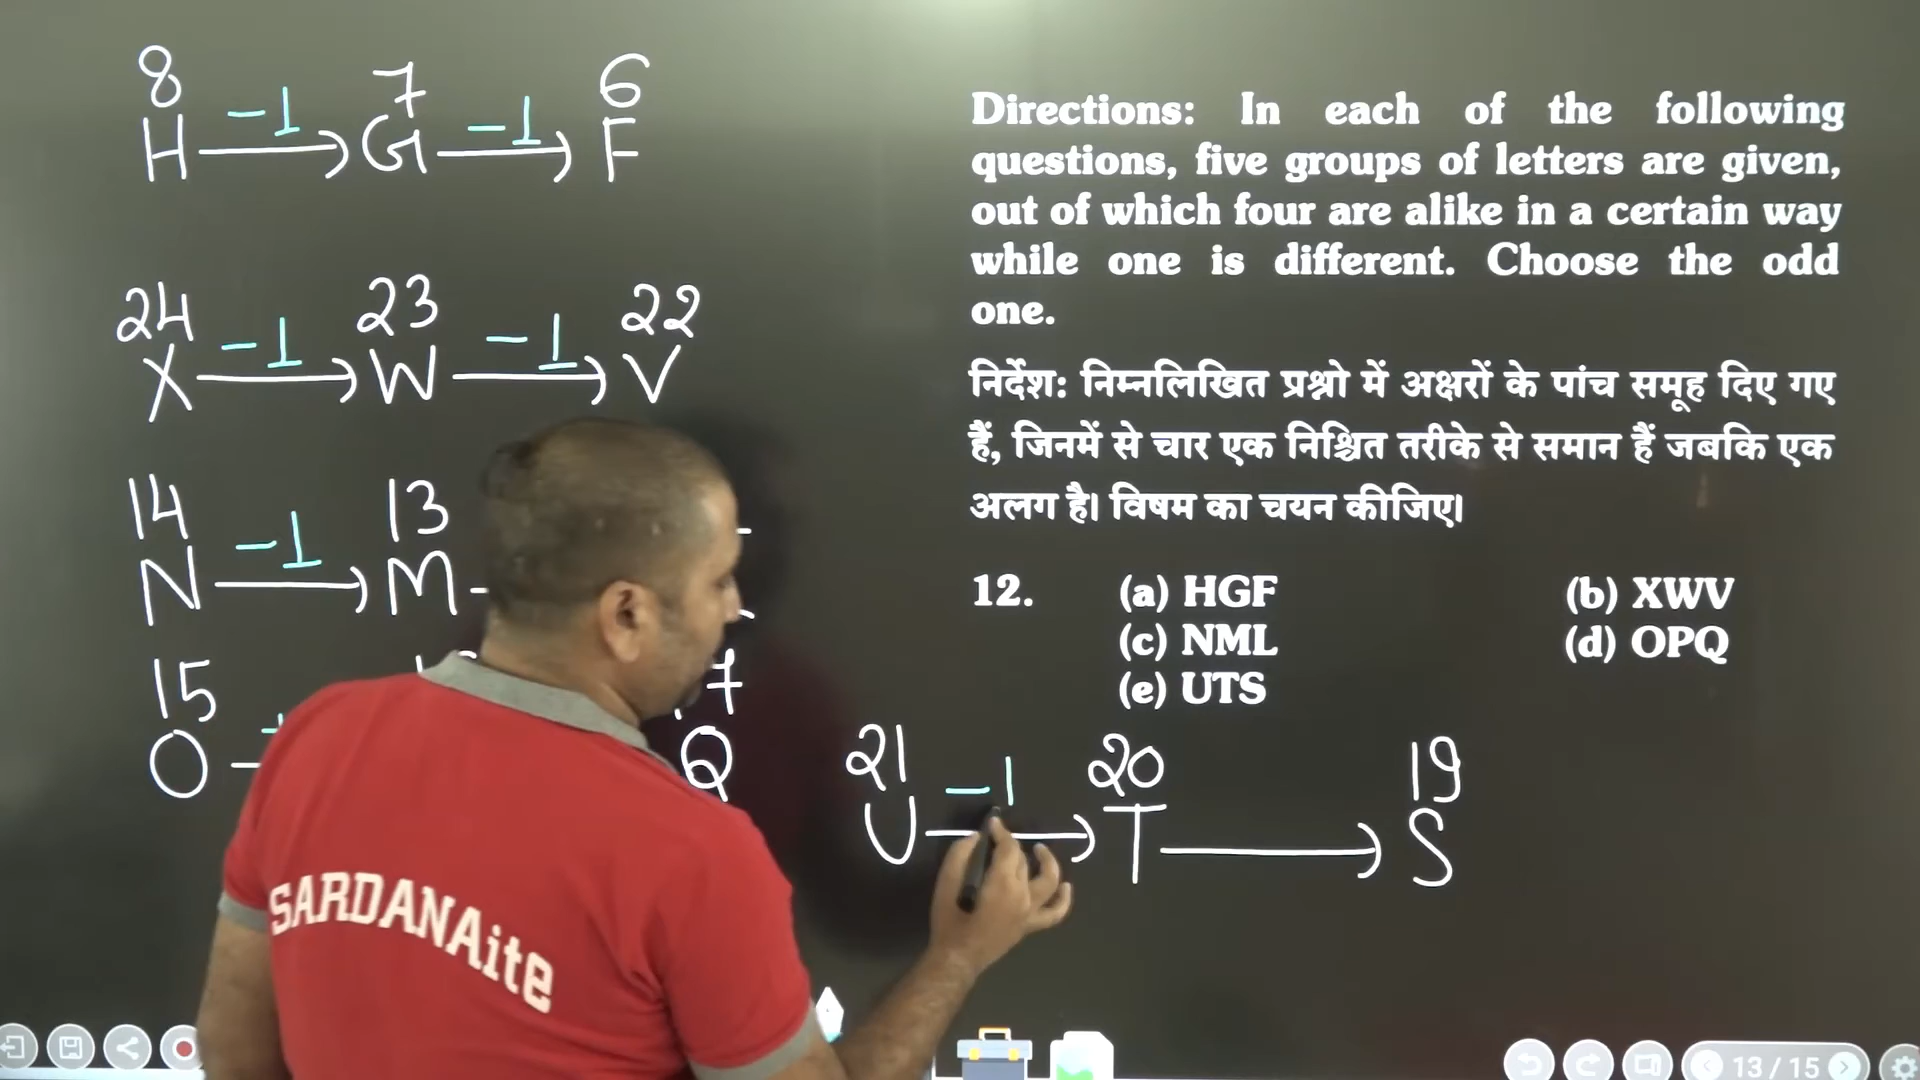 8 7 6
H -1 G -1 F
24 23 22
X -1 W -1 V
14 13
N -1 M
15
O Q
Directions: In each of the following
questions, five groups of letters are given,
out of which four are alike in a certain way
while one is different. Choose the odd
one.
निर्देश: निम्नलिखित प्रश्नो में अक्षरों के पांच समूह दिए गए
हैं, जिनमें से चार एक निश्चित तरीके से समान हैं जबकि एक
अलग है। विषम का चयन कीजिए।
12. (a) HGF (b) XWV
(c) NML (d) OPQ
(e) UTS
21 20 19
U -1 T S
SARDANAite
13 / 15